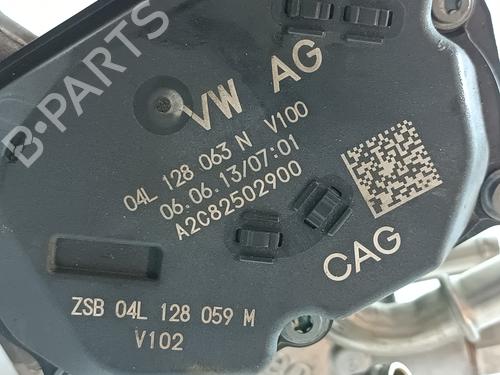 VW AG
04L 128 063 N V100
06.06.13/07:01
A2C82502900
CAG
ZSB 04L 128 059 M
V102
B-PARTS